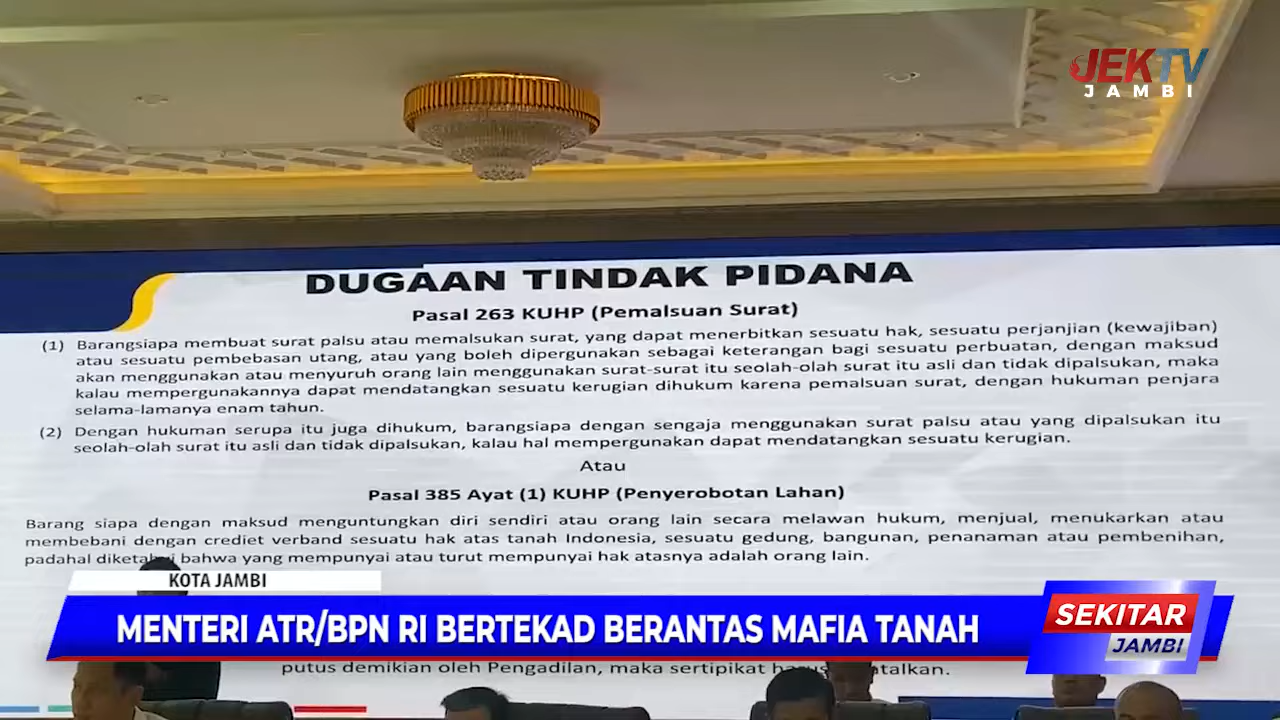 JEKTV
JAMBI
DUGAAN TINDAK PIDANA
Pasal 263 KUHP (Pemalsuan Surat)
(1) Barangsiapa membuat surat palsu atau memalsukan surat, yang dapat menerbitkan sesuatu hak, sesuatu perjanjian (kewajiban)
atau sesuatu pembebasan utang, atau yang boleh dipergunakan sebagai keterangan bagi sesuatu perbuatan, dengan maksud
akan menggunakan atau menyuruh orang lain menggunakan surat-surat itu seolah-olah surat itu asli dan tidak dipalsukan, maka
kalau mempergunakannya dapat mendatangkan sesuatu kerugian dihukum karena pemalsuan surat, dengan hukuman penjara
selama-lamanya enam tahun.
(2) Dengan hukuman serupa itu juga dihukum, barangsiapa dengan sengaja menggunakan surat palsu atau yang dipalsukan itu
seolah-olah surat itu asli dan tidak dipalsukan, kalau hal mempergunakan dapat mendatangkan sesuatu kerugian.
Atau
Pasal 385 Ayat (1) KUHP (Penyerobotan Lahan)
Barang siapa dengan maksud menguntungkan diri sendiri atau orang lain secara melawan hukum, menjual, menukarkan atau
membebani dengan crediet verband sesuatu hak atas tanah Indonesia, sesuatu gedung, bangunan, penanaman atau pembenihan,
padahal diketahui bahwa yang mempunyai atau turut mempunyai hak atasnya adalah orang lain.
KOTA JAMBI
MENTERI ATR/BPN RI BERTEKAD BERANTAS MAFIA TANAH
SEKITAR
JAMBI
putus demikian oleh Pengadilan, maka sertipikat